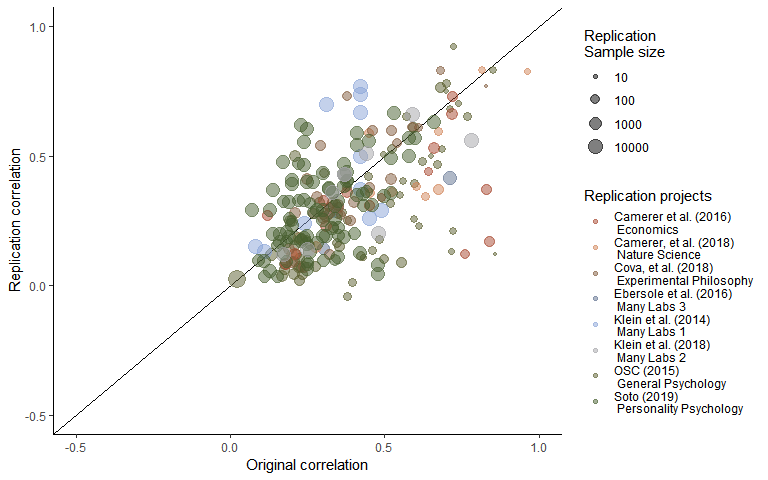 1.0
0.5
0.0
-0.5
Replication correlation
-0.5
0.0
0.5
1.0
Original correlation
Replication
Sample size
10
100
1000
10000
Replication projects
Camerer et al. (2016)
Economics
Camerer, et al. (2018)
Nature Science
Cova, et al. (2018)
Experimental Philosophy
Ebersole et al. (2016)
Many Labs 3
Klein et al. (2014)
Many Labs 1
Klein et al. (2018)
Many Labs 2
OSC (2015)
General Psychology
Soto (2019)
Personality Psychology